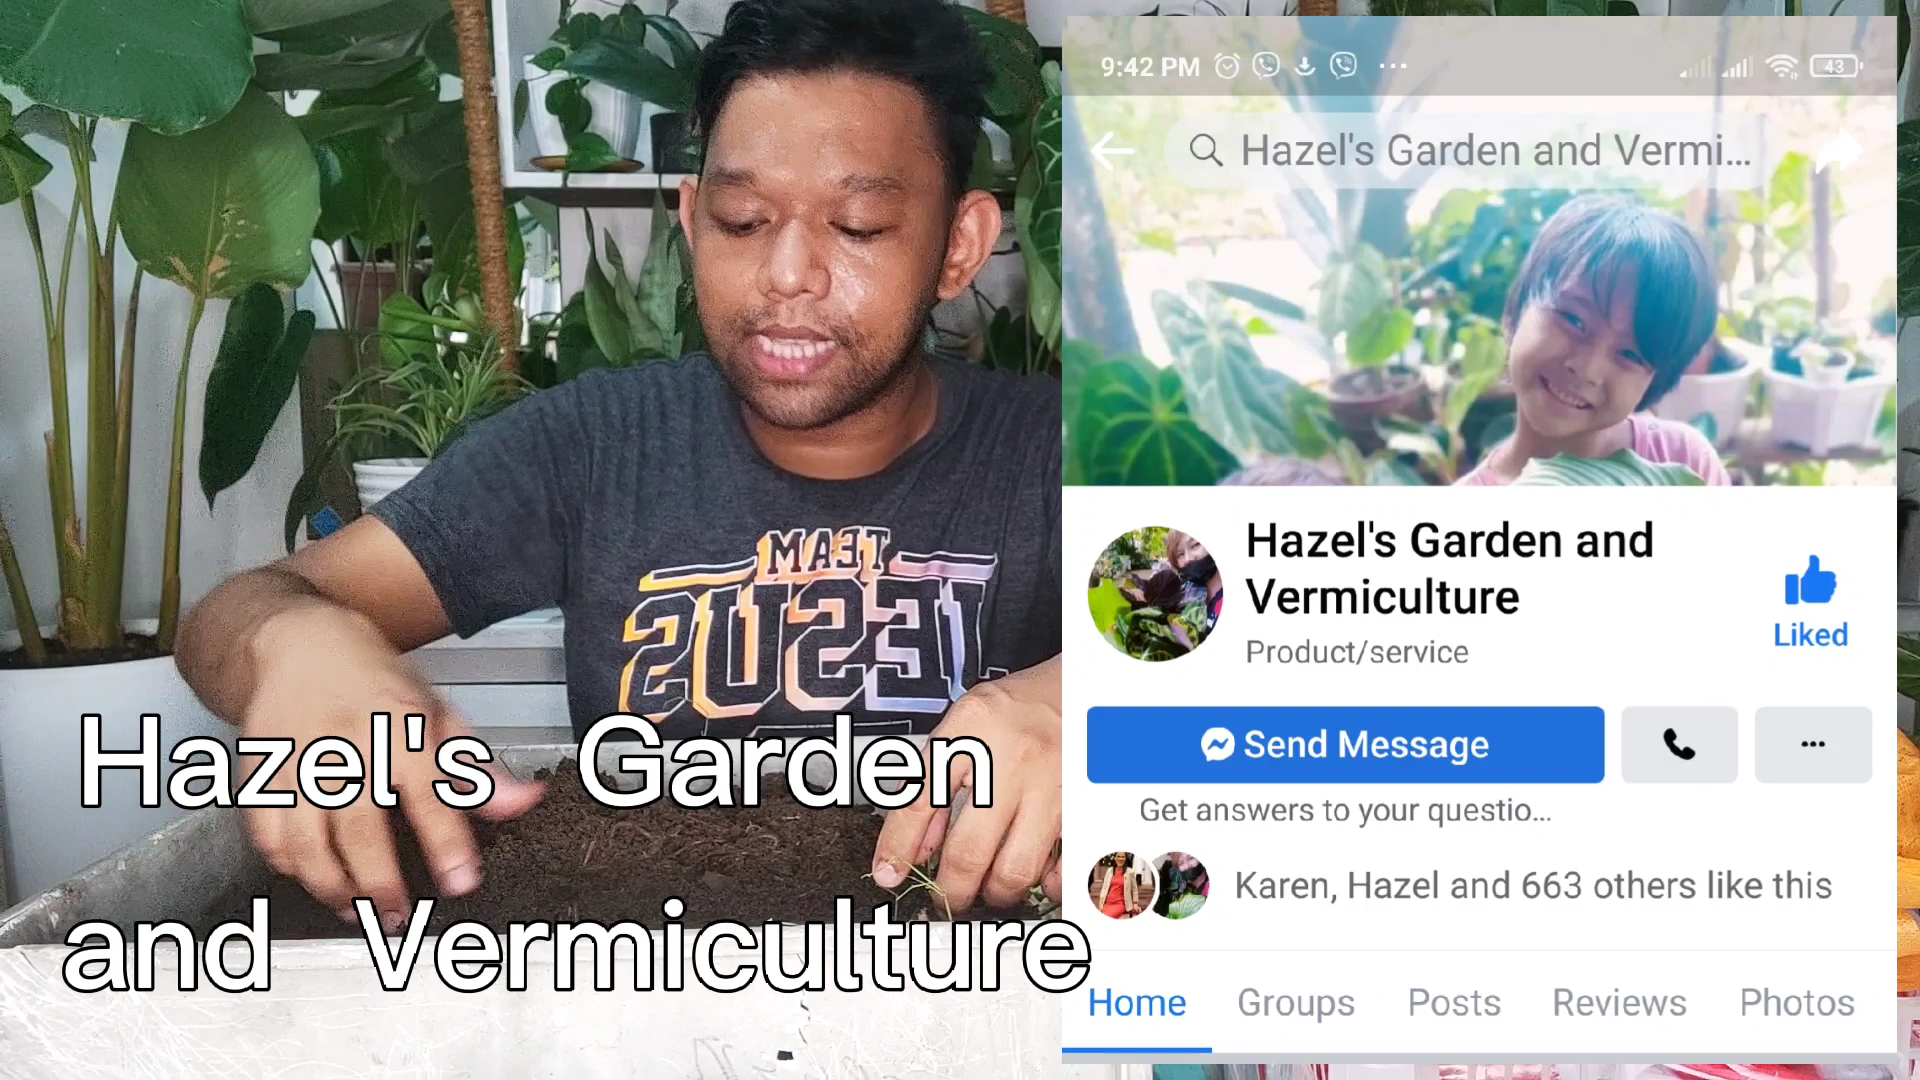 TEAM
JESUS
Hazel's Garden
and Vermiculture
9:42 PM
43
Hazel's Garden and Vermi...
Hazel's Garden and
Vermiculture
Product/service
Liked
Send Message
Get answers to your questio...
Karen, Hazel and 663 others like this
Home Groups Posts Reviews Photos